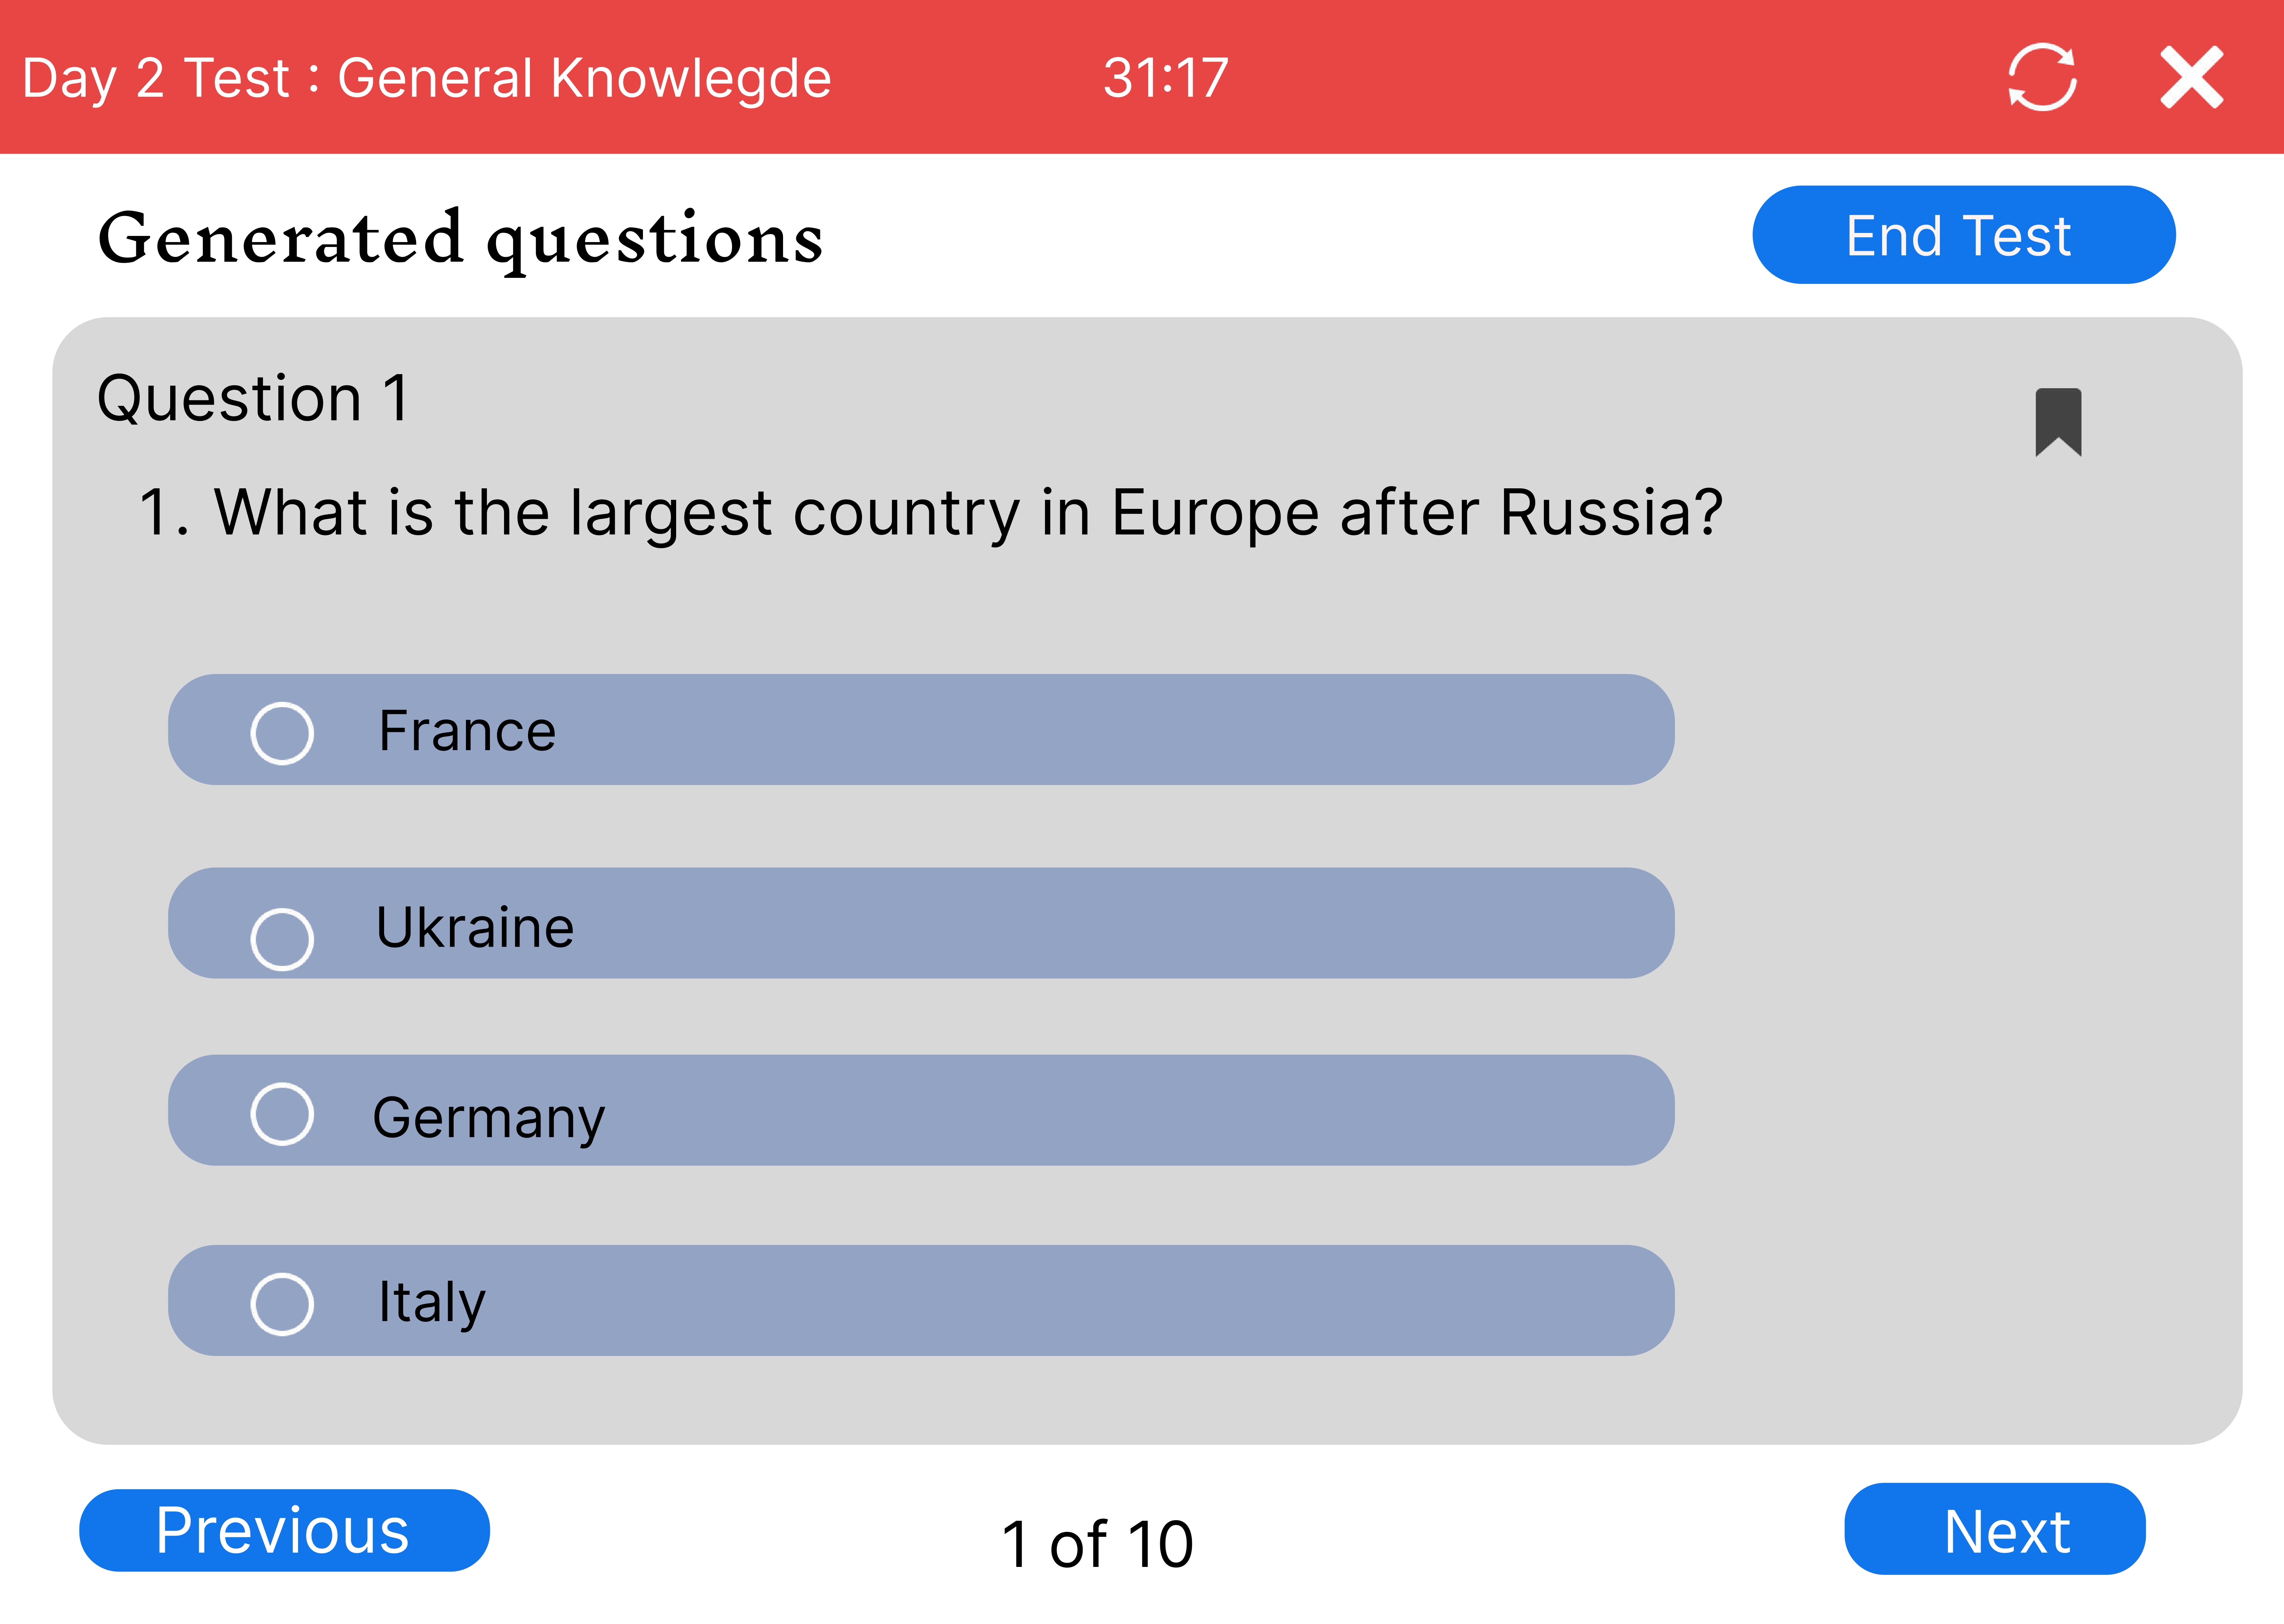 Day 2 Test : General Knowlegde
31:17
Generated questions
End Test
Question 1
1. What is the largest country in Europe after Russia?
France
Ukraine
Germany
Italy
Previous
1 of 10
Next